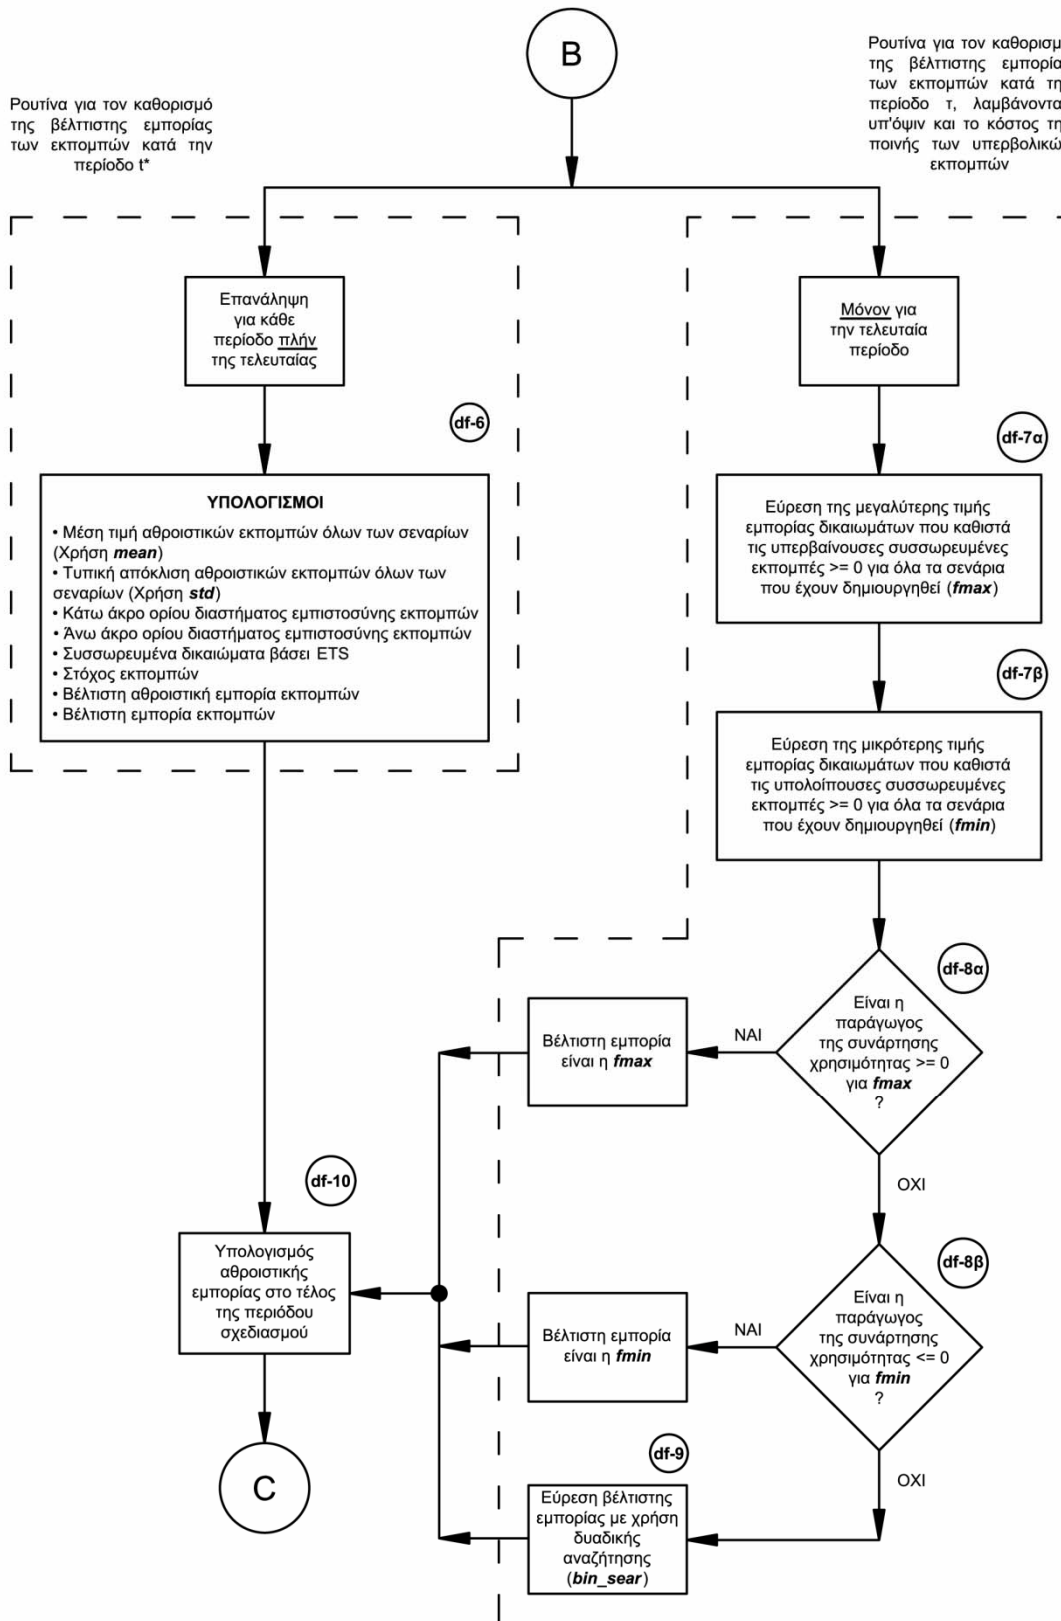 B
Ρουτίνα για τον καθορισμό
της βέλτιστης εμπορίας
των εκπομπών κατά την
περίοδο t*
Ρουτίνα για τον καθορισμ
της βέλτιστης εμπορία
των εκπομπών κατά τη
περίοδο τ, λαμβάνοντα
υπ'όψιν και το κόστος τη
ποινής των υπερβολικώ
εκπομπών
Επανάληψη
για κάθε
περίοδο πλήν
της τελευταίας
Μόνον για
την τελευταία
περίοδο
df-6
df-7α
ΥΠΟΛΟΓΙΣΜΟΙ
• Μέση τιμή αθροιστικών εκπομπών όλων των σεναρίων
(Χρήση mean)
• Τυπική απόκλιση αθροιστικών εκπομπών όλων των
σεναρίων (Χρήση std)
• Κάτω άκρο ορίου διαστήματος εμπιστοσύνης εκπομπών
• Άνω άκρο ορίου διαστήματος εμπιστοσύνης εκπομπών
• Συσσωρευμένα δικαιώματα βάσει ETS
• Στόχος εκπομπών
• Βέλτιστη αθροιστική εμπορία εκπομπών
• Βέλτιστη εμπορία εκπομπών
Εύρεση της μεγαλύτερης τιμής
εμπορίας δικαιωμάτων που καθιστά
τις υπερβαίνουσες συσσωρευμένες
εκπομπές >= 0 για όλα τα σενάρια
που έχουν δημιουργηθεί (fmax)
df-7β
Εύρεση της μικρότερης τιμής
εμπορίας δικαιωμάτων που καθιστά
τις υπολοίπουσες συσσωρευμένες
εκπομπές >= 0 για όλα τα σενάρια
που έχουν δημιουργηθεί (fmin)
df-8α
Είναι η
παράγωγος
της συνάρτησης
χρησιμότητας >= 0
για fmax
?
ΝΑΙ
Βέλτιστη εμπορία
είναι η fmax
ΟΧΙ
df-10
Υπολογισμός
αθροιστικής
εμπορίας στο τέλος
της περιόδου
σχεδιασμού
df-8β
Είναι η
παράγωγος
της συνάρτησης
χρησιμότητας <= 0
για fmin
?
ΝΑΙ
Βέλτιστη εμπορία
είναι η fmin
ΟΧΙ
df-9
Εύρεση βέλτιστης
εμπορίας με χρήση
δυαδικής
αναζήτησης
(bin_sear)
C